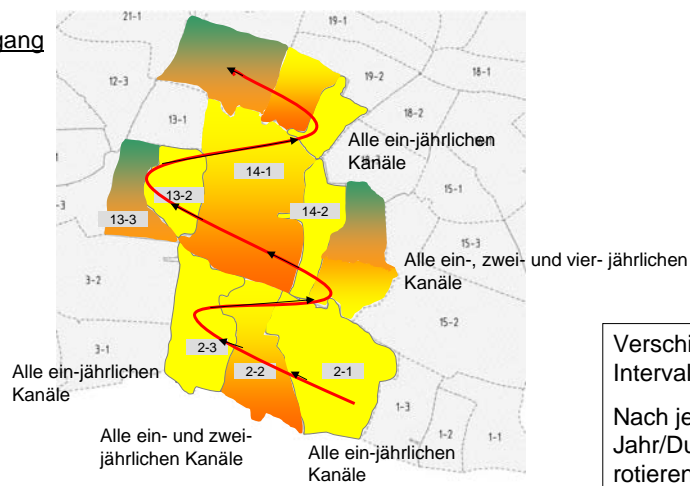 gang
21-1
19-1
12-3
19-2
18-1
18-2
13-1
Alle ein-jährlichen
Kanäle
14-1
15-1
13-2
14-2
13-3
15-3
Alle ein-, zwei- und vier- jährlichen
Kanäle
3-2
15-2
3-1
2-3
2-2
2-1
Alle ein-jährlichen
Kanäle
1-3
1-2
1-1
Alle ein- und zwei-
jährlichen Kanäle
Alle ein-jährlichen
Kanäle
Verschi
Interval
Nach je
Jahr/Du
rotieren